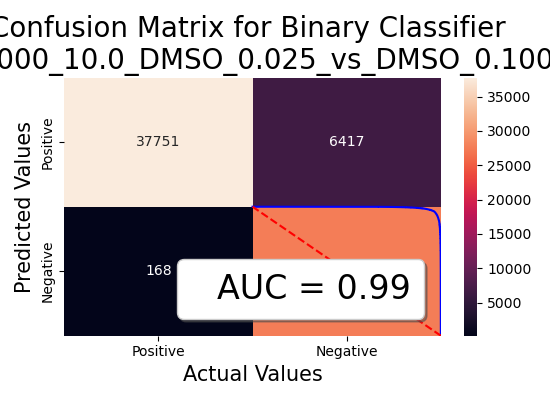 Confusion Matrix for Binary Classifier
000_10.0_DMSO_0.025_vs_DMSO_0.100
Predicted Values
Positive
Negative
37751
6417
168
AUC = 0.99
Positive
Negative
Actual Values
35000
30000
25000
20000
15000
10000
5000